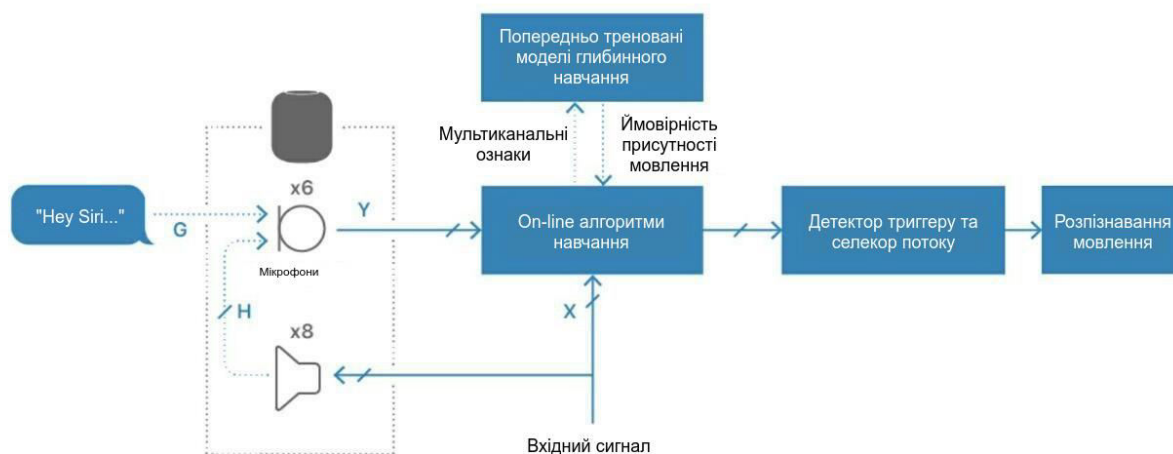 Попередньо треновані
моделі глибинного
навчання
Мультиканальні
ознаки
Ймовірність
присутності
мовлення
x6
"Hey Siri..."
G
Y
On-line алгоритми
навчання
Детектор триггеру та
селекор потоку
Розпізнавання
мовлення
Мікрофони
H
X
x8
Вхідний сигнал